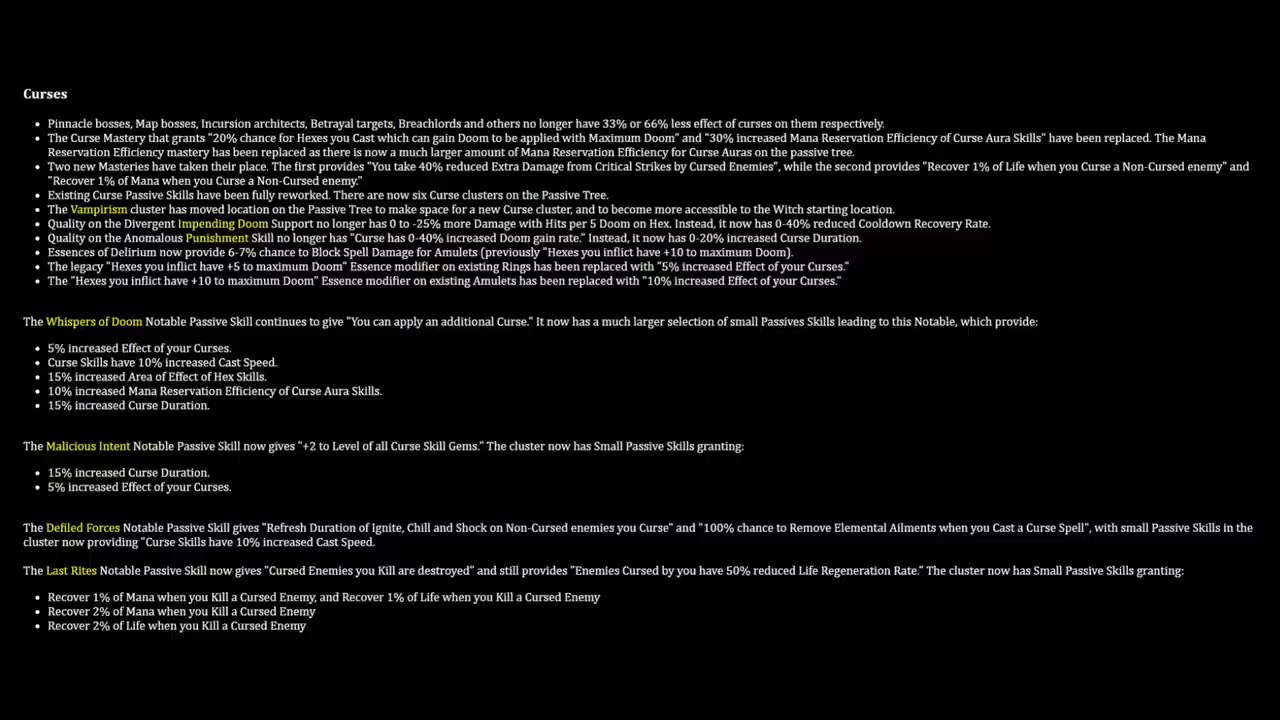 Curses
• Pinnacle bosses, Map bosses, Incursion architects, Betrayal targets, Breachlords and others no longer have 33% or 66% less effect of curses on them respectively.
• The Curse Mastery that grants "20% chance for Hexes you Cast which can gain Doom to be applied with Maximum Doom" and "30% increased Mana Reservation Efficiency of Curse Aura Skills" have been replaced. The Mana
Reservation Efficiency mastery has been replaced as there is now a much larger amount of Mana Reservation Efficiency for Curse Auras on the passive tree.
• Two new Masteries have taken their place. The first provides "You take 40% reduced Extra Damage from Critical Strikes by Cursed Enemies", while the second provides "Recover 1% of Life when you Curse a Non-Cursed enemy" and
"Recover 1% of Mana when you Curse a Non-Cursed enemy."
• Existing Curse Passive Skills have been fully reworked. There are now six Curse clusters on the Passive Tree.
• The Vampirism cluster has moved location on the Passive Tree to make space for a new Curse cluster, and to become more accessible to the Witch starting location.
• Quality on the Divergent Impending Doom Support no longer has 0 to -25% more Damage with Hits per 5 Doom on Hex. Instead, it now has 0-40% reduced Cooldown Recovery Rate.
• Quality on the Anomalous Punishment Skill no longer has "Curse has 0-40% increased Doom gain rate." Instead, it now has 0-20% increased Curse Duration.
• Essences of Delirium now provide 6-7% chance to Block Spell Damage for Amulets (previously "Hexes you inflict have +10 to maximum Doom).
• The legacy "Hexes you inflict have +5 to maximum Doom" Essence modifier on existing Rings has been replaced with "5% increased Effect of your Curses."
• The "Hexes you inflict have +10 to maximum Doom" Essence modifier on existing Amulets has been replaced with "10% increased Effect of your Curses."
The Whispers of Doom Notable Passive Skill continues to give "You can apply an additional Curse." It now has a much larger selection of small Passives Skills leading to this Notable, which provide:
• 5% increased Effect of your Curses.
• Curse Skills have 10% increased Cast Speed.
• 15% increased Area of Effect of Hex Skills.
• 10% increased Mana Reservation Efficiency of Curse Aura Skills.
• 15% increased Curse Duration.
The Malicious Intent Notable Passive Skill now gives "+2 to Level of all Curse Skill Gems." The cluster now has Small Passive Skills granting:
• 15% increased Curse Duration.
• 5% increased Effect of your Curses.
The Defiled Forces Notable Passive Skill gives "Refresh Duration of Ignite, Chill and Shock on Non-Cursed enemies you Curse" and "100% chance to Remove Elemental Ailments when you Cast a Curse Spell", with small Passive Skills in the
cluster now providing "Curse Skills have 10% increased Cast Speed.
The Last Rites Notable Passive Skill now gives "Cursed Enemies you Kill are destroyed" and still provides "Enemies Cursed by you have 50% reduced Life Regeneration Rate." The cluster now has Small Passive Skills granting:
• Recover 1% of Mana when you Kill a Cursed Enemy, and Recover 1% of Life when you Kill a Cursed Enemy
• Recover 2% of Mana when you Kill a Cursed Enemy
• Recover 2% of Life when you Kill a Cursed Enemy